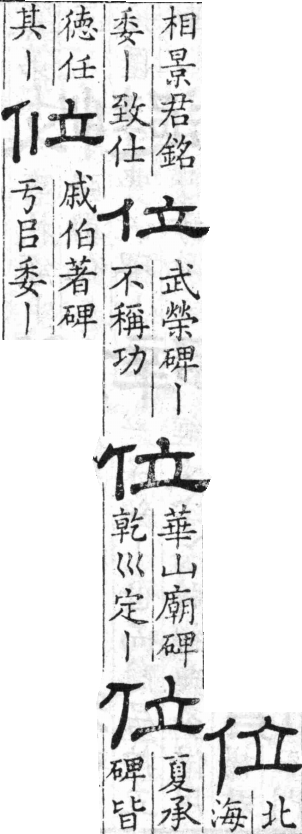 位
北
海
相景君銘
委丨致仕
位
武榮碑丨
不稱功
位
華山廟碑
乾巛定丨
位
夏承
碑皆
徳任
其丨
位
戚伯著碑
亏㠯委丨